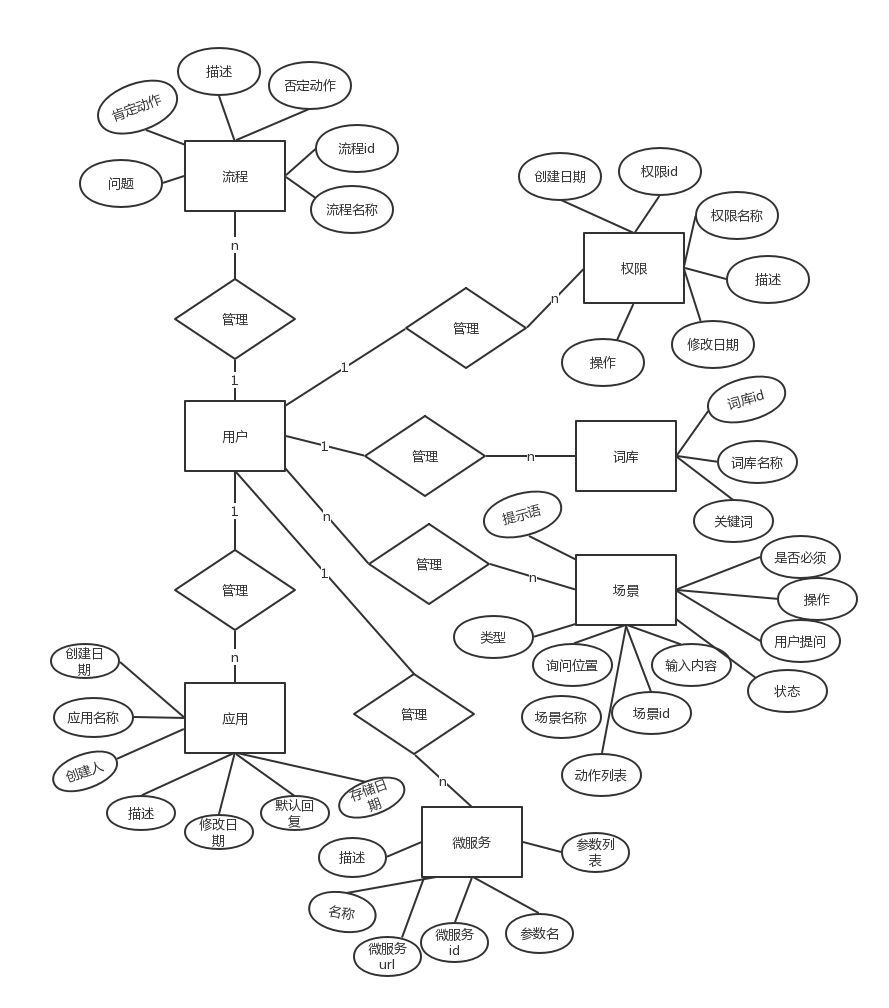 描述
否定动作
肯定动作
流程id
问题
流程
流程名称
n
管理
1
用户
创建日期
权限id
权限名称
权限
描述
修改日期
操作
n
管理
1
词库id
1
管理
n
词库
词库名称
关键词
提示语
n
管理
n
场景
是否必须
操作
用户提问
状态
类型
询问位置
输入内容
场景名称
场景id
动作列表
1
管理
n
创建日
期
应用名称
应用
创建人
描述
修改日
期
默认回
复
存储日
期
1
管理
n
微服务
描述
参数列
表
名称
微服务
url
微服务
id
参数名